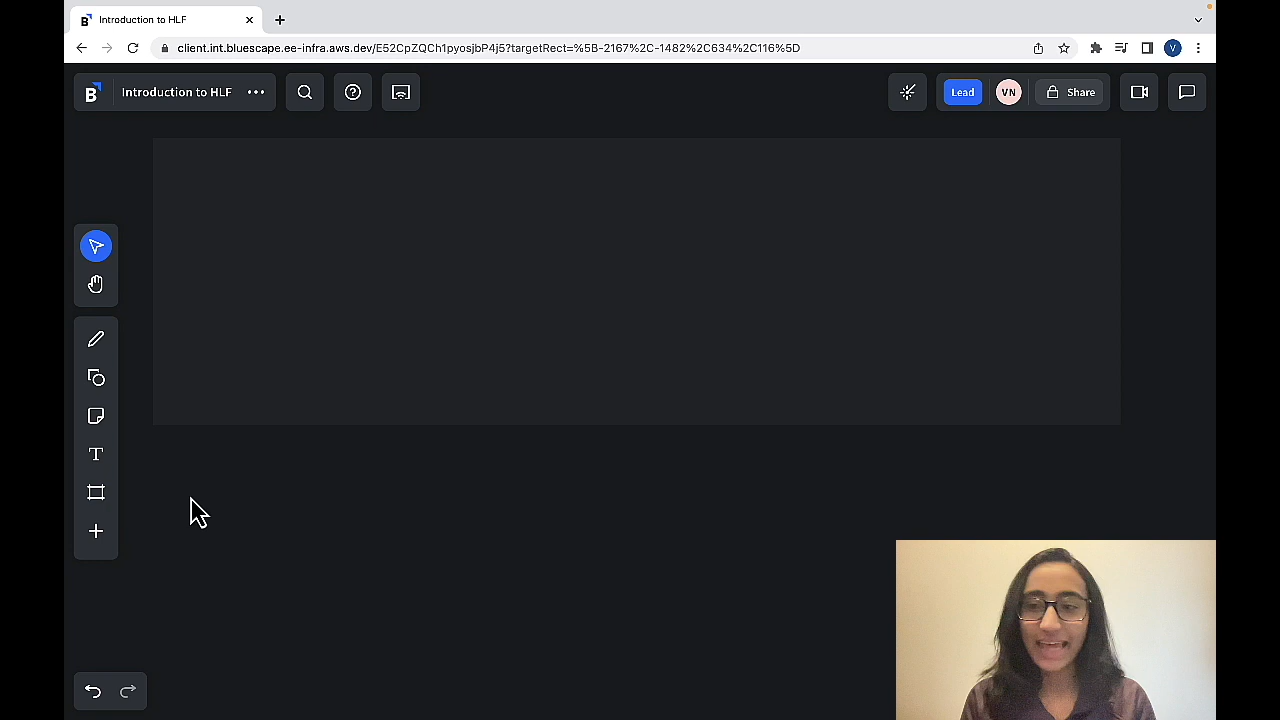 Introduction to HLF
client.int.bluescape.ee-infra.aws.dev/E52CpZQCh1pyosjbP4j5?targetRect=%5B-2167%2C-1482%2C634%2C116%5D
V
B
Introduction to HLF
Lead
VN
Share
T